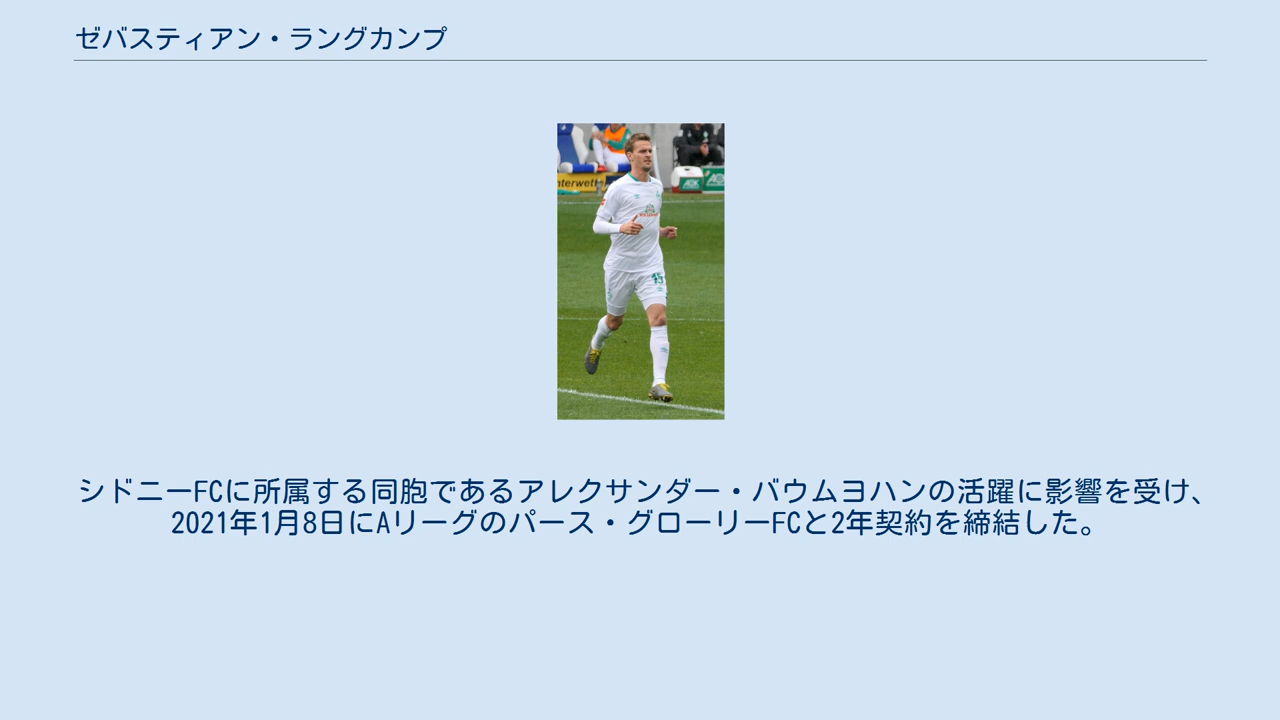 ゼバスティアン・ラングカンプ
nterwett
AOK
AOK
15
シドニーFCに所属する同胞であるアレクサンダー・バウムヨハンの活躍に影響を受け、
2021年1月8日にAリーグのパース・グローリーFCと2年契約を締結した。